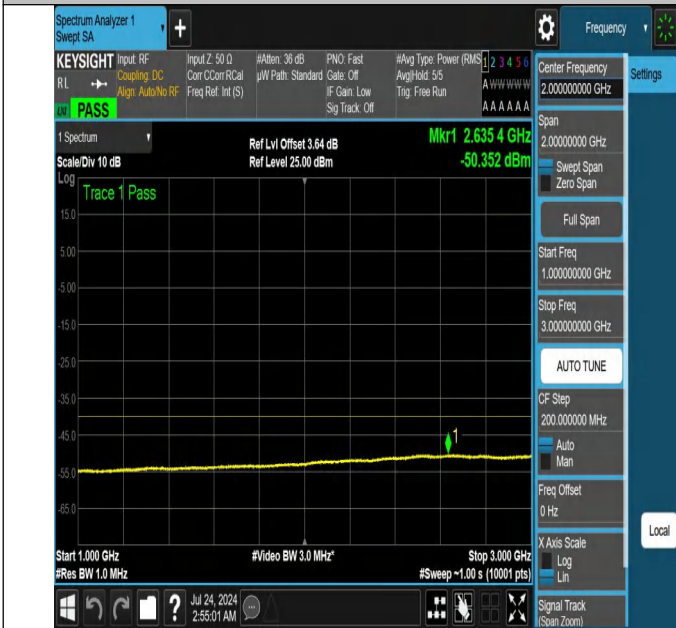 Spectrum Analyzer 1
Swept SA
+
Frequency
KEYSIGHT
RL
PASS
Input: RF
Coupling: DC
Align: Auto/No RF
Input Z: 50 Ω
Corr CCorr RCal
Freq Ref: Int (S)
#Atten: 36 dB
µW Path: Standard
PNO: Fast
Gate: Off
IF Gain: Low
Sig Track: Off
#Avg Type: Power (RMS
Avg|Hold: 5/5
Trig: Free Run
1 2 3 4 5 6
A W W W W W
A A A A A A
1 Spectrum
Scale/Div 10 dB
Log
Ref Lvl Offset 3.64 dB
Ref Level 25.00 dBm
Mkr1 2.635 4 GHz
-50.352 dBm
Trace 1 Pass
15.0
5.00
-5.00
-15.0
-25.0
-35.0
-45.0
-55.0
-65.0
1
Start 1.000 GHz
#Res BW 1.0 MHz
#Video BW 3.0 MHz*
Stop 3.000 GHz
#Sweep ~1.00 s (10001 pts)
Jul 24, 2024
2:55:01 AM
?
Center Frequency
2.000000000 GHz
Span
2.00000000 GHz
Swept Span
Zero Span
Full Span
Start Freq
1.000000000 GHz
Stop Freq
3.000000000 GHz
AUTO TUNE
CF Step
200.000000 MHz
Auto
Man
Freq Offset
0 Hz
X Axis Scale
Log
Lin
Signal Track
(Span Zoom)
Settings
Local